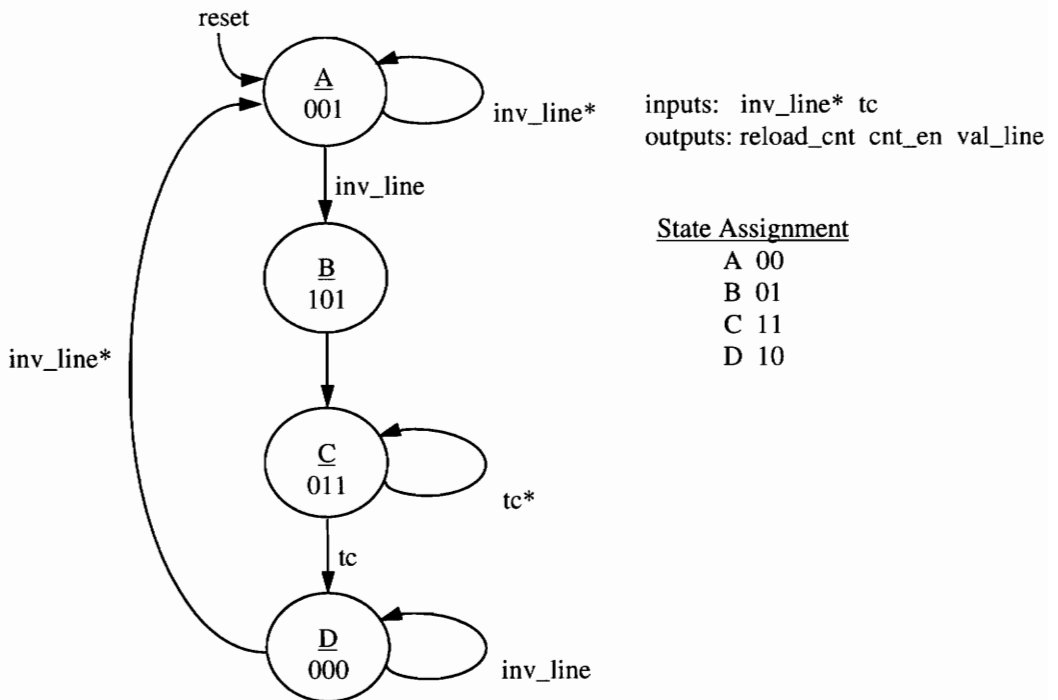 reset
A
001
inv_line*
inputs: inv_line* tc
outputs: reload_cnt cnt_en val_line
inv_line
State Assignment
A 00
B 01
C 11
D 10
B
101
inv_line*
C
011
tc*
tc
D
000
inv_line